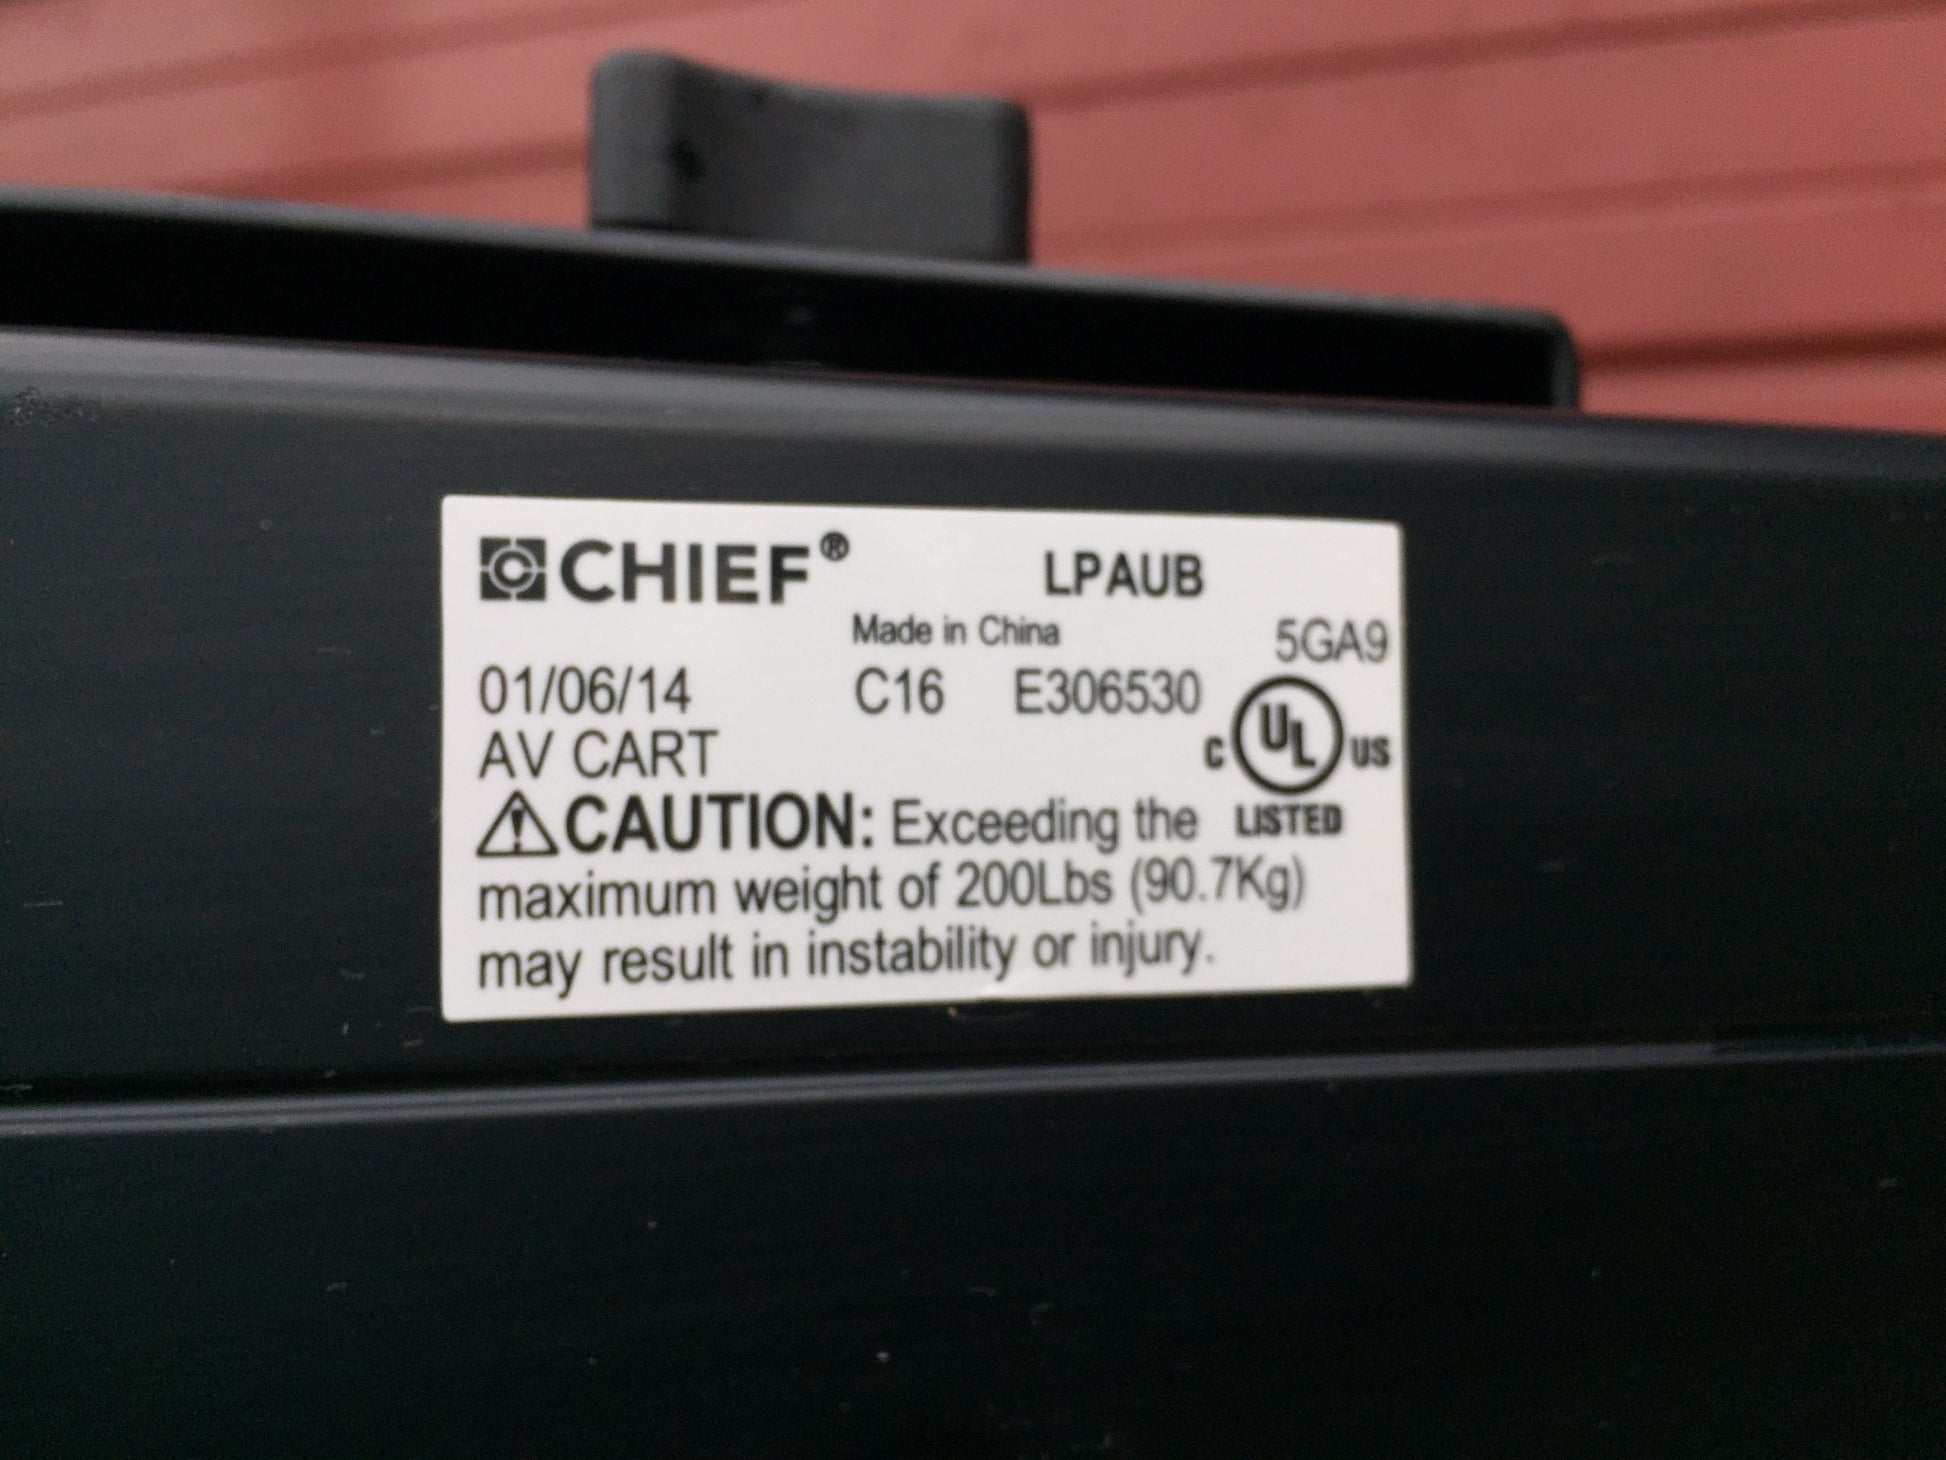 CHIEF® LPAUB
Made in China 5GA9
01/06/14 C16 E306530
AV CART C UL US
LISTED
⚠CAUTION: Exceeding the
maximum weight of 200Lbs (90.7Kg)
may result in instability or injury.